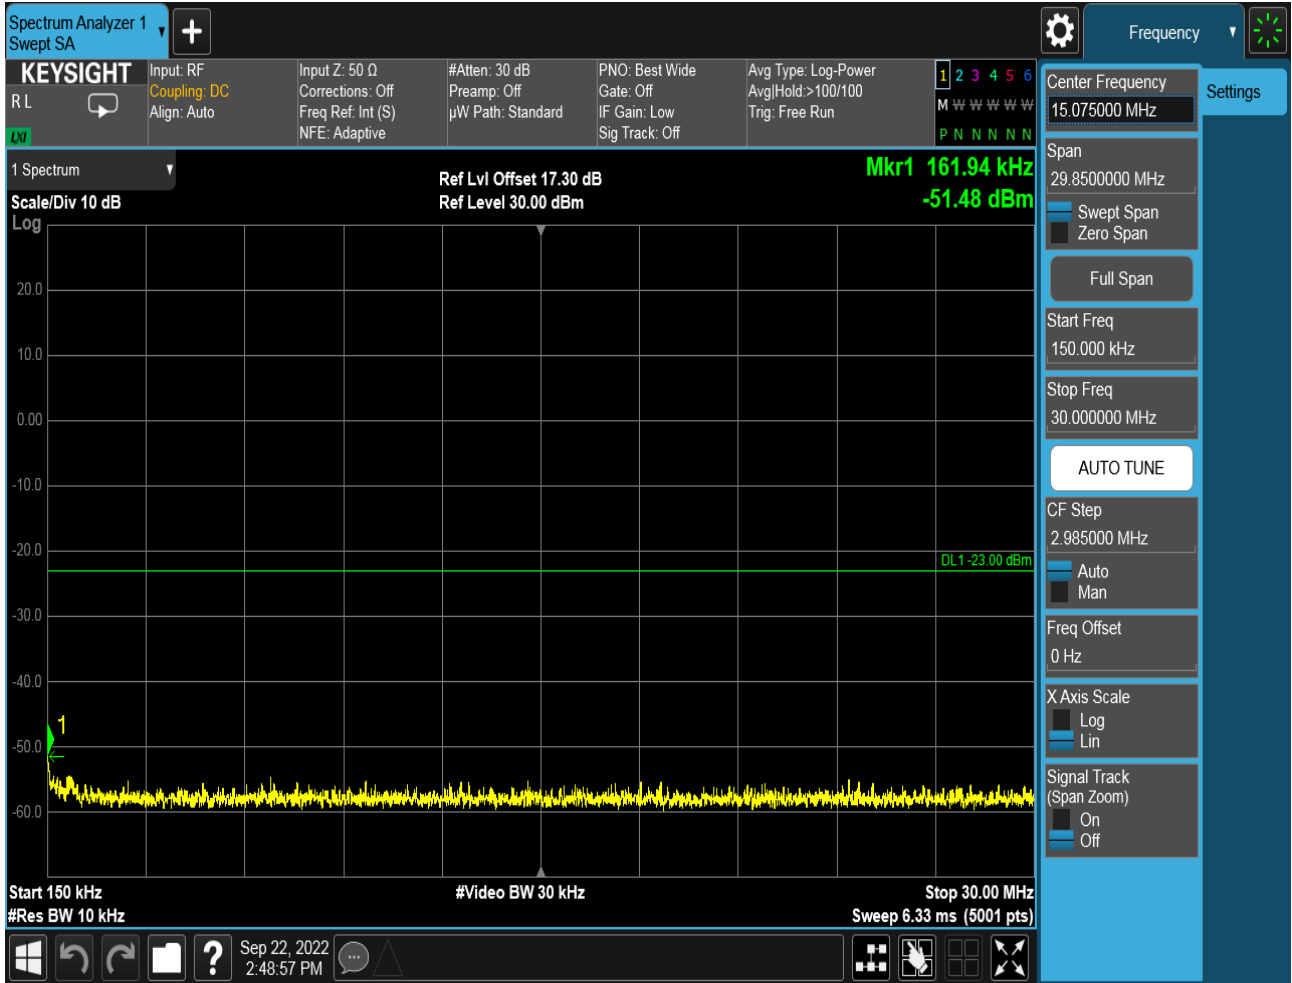 Spectrum Analyzer 1
Swept SA
Frequency
KEYSIGHT
R L
LXI
Input: RF
Coupling: DC
Align: Auto
Input Z: 50 Ω
Corrections: Off
Freq Ref: Int (S)
NFE: Adaptive
#Atten: 30 dB
Preamp: Off
µW Path: Standard
PNO: Best Wide
Gate: Off
IF Gain: Low
Sig Track: Off
Avg Type: Log-Power
Avg|Hold:>100/100
Trig: Free Run
1 2 3 4 5 6
M W W W W W
P N N N N N
1 Spectrum
Scale/Div 10 dB
Log
Ref Lvl Offset 17.30 dB
Ref Level 30.00 dBm
Mkr1 161.94 kHz
-51.48 dBm
20.0
10.0
0.00
-10.0
-20.0
DL1 -23.00 dBm
-30.0
-40.0
1
-50.0
-60.0
Start 150 kHz
#Res BW 10 kHz
#Video BW 30 kHz
Stop 30.00 MHz
Sweep 6.33 ms (5001 pts)
Sep 22, 2022
2:48:57 PM
Center Frequency
15.075000 MHz
Settings
Span
29.8500000 MHz
Swept Span
Zero Span
Full Span
Start Freq
150.000 kHz
Stop Freq
30.000000 MHz
AUTO TUNE
CF Step
2.985000 MHz
Auto
Man
Freq Offset
0 Hz
X Axis Scale
Log
Lin
Signal Track
(Span Zoom)
On
Off